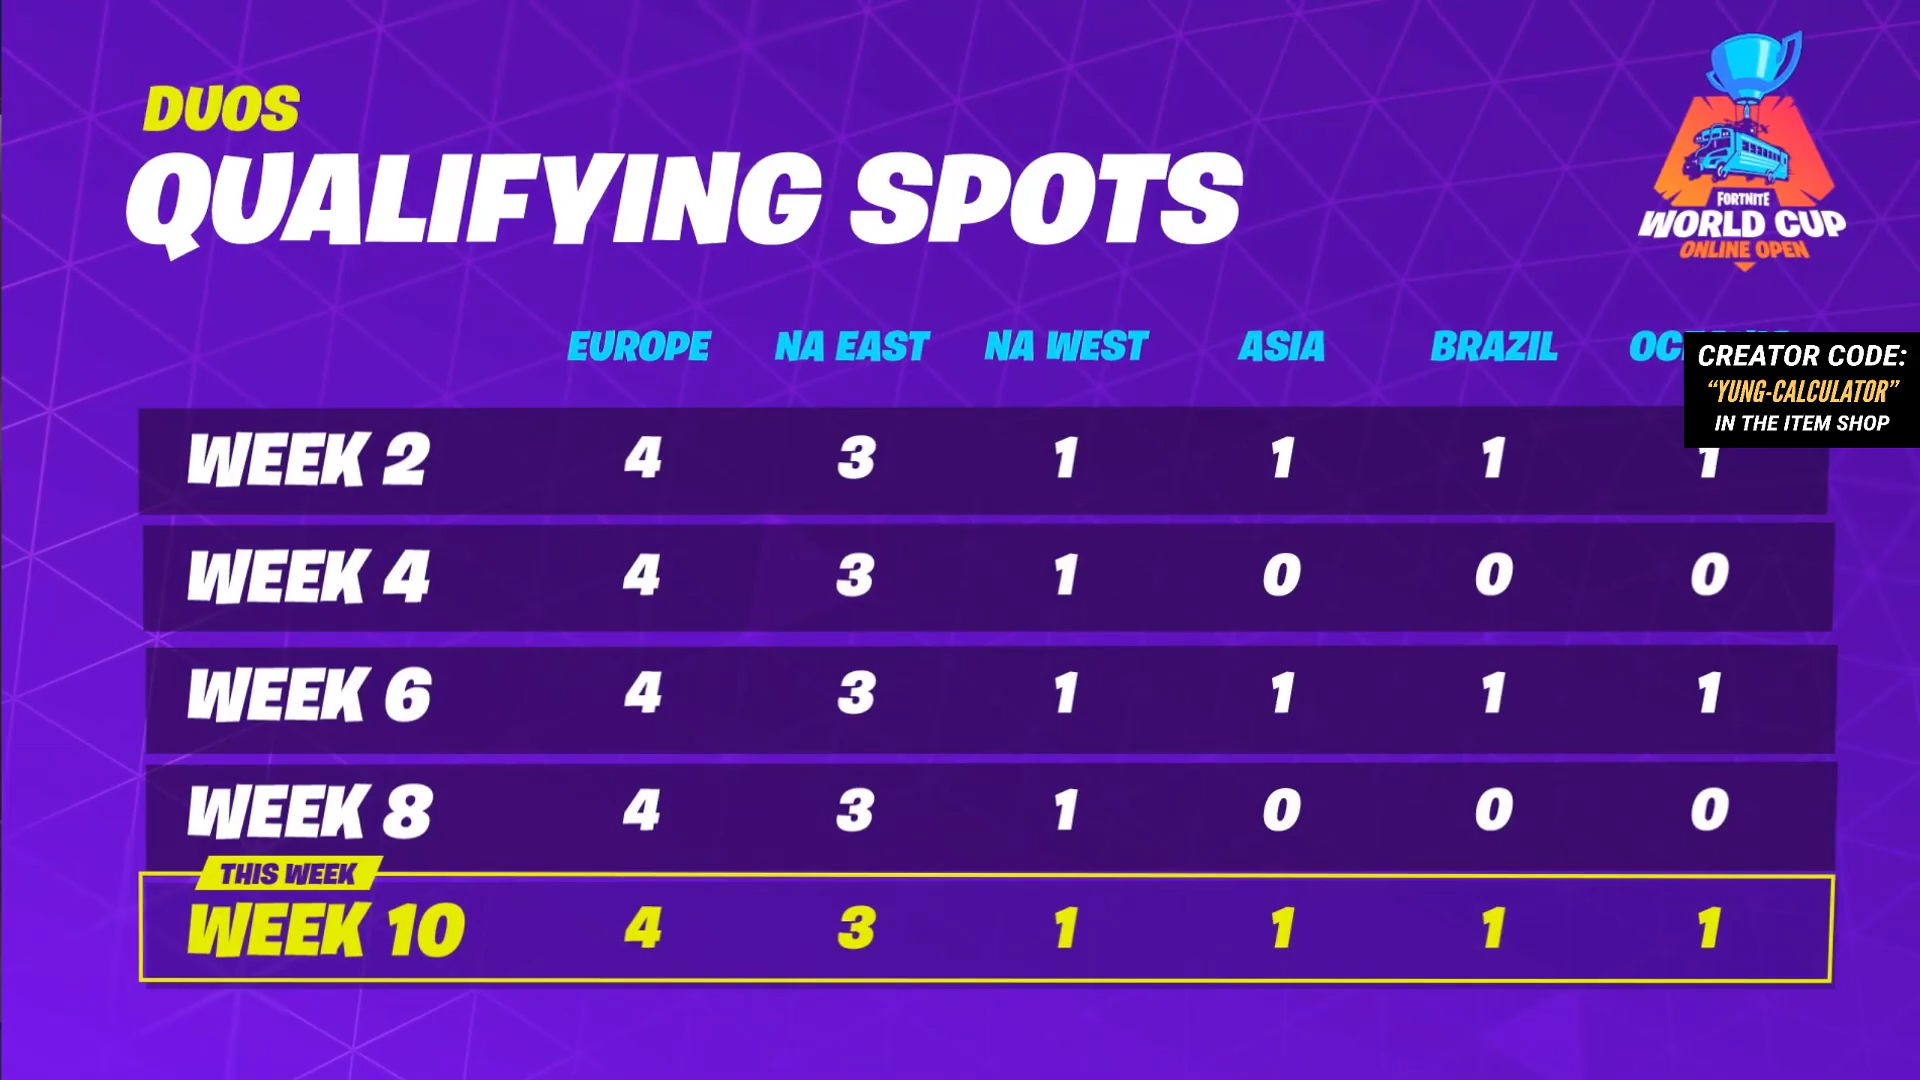 DUOS
QUALIFYING SPOTS
FORTNITE
WORLD CUP
ONLINE OPEN
EUROPE NA EAST NA WEST ASIA BRAZIL
CREATOR CODE:
“YUNG-CALCULATOR”
IN THE ITEM SHOP
WEEK 2 4 3 1 1 1 1
WEEK 4 4 3 1 0 0 0
WEEK 6 4 3 1 1 1 1
WEEK 8 4 3 1 0 0 0
THIS WEEK
WEEK 10 4 3 1 1 1 1